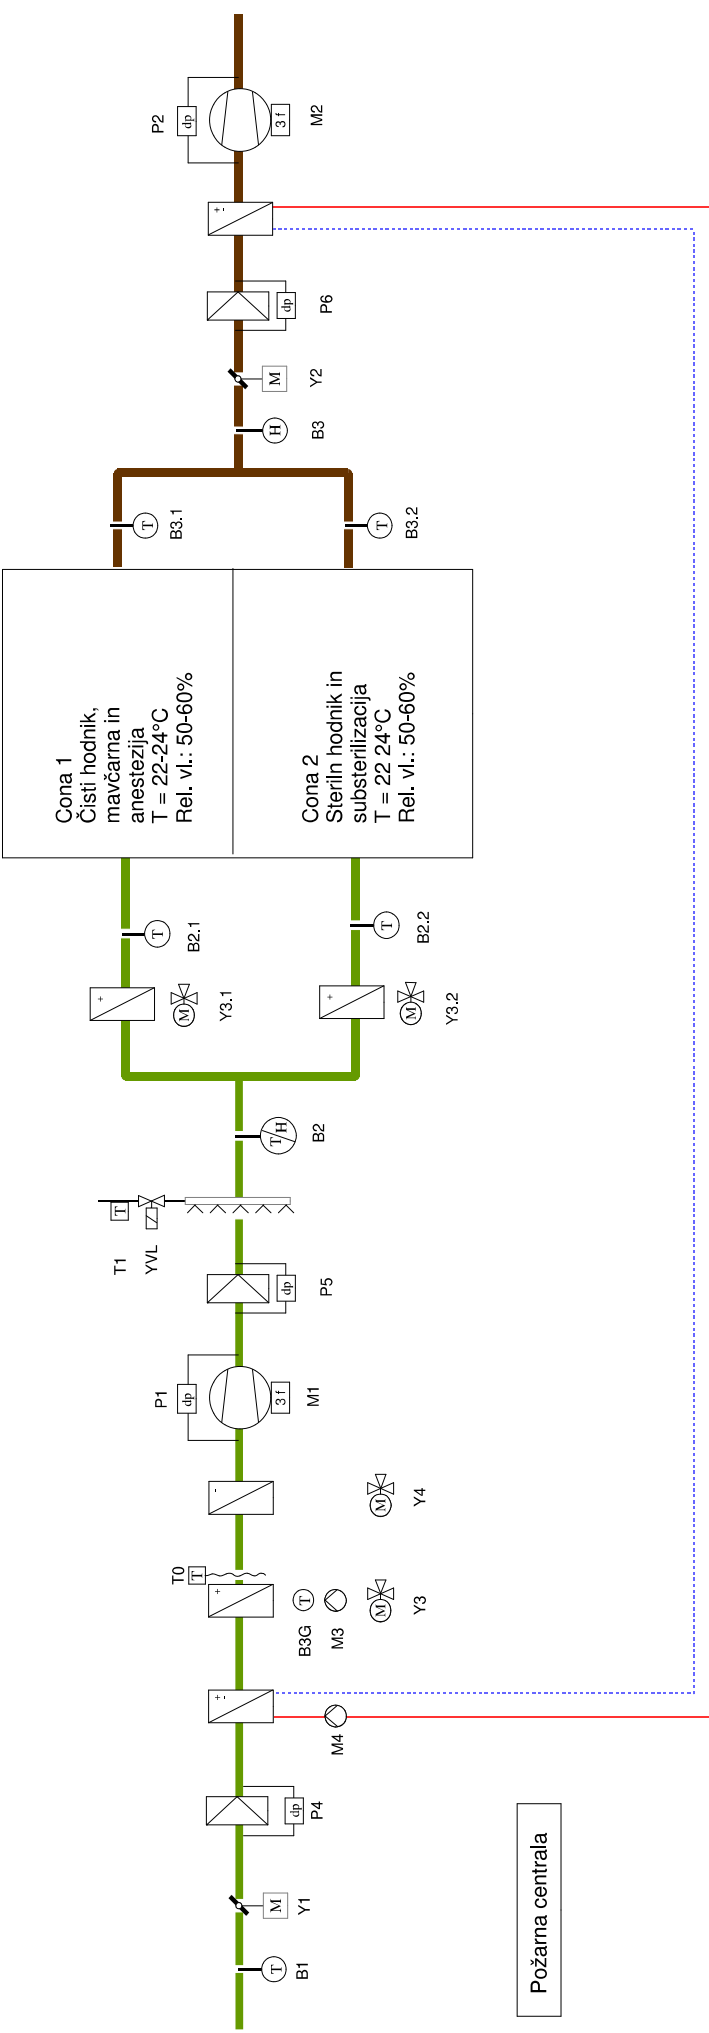 B1
T
Y1
M
P4
dp
M4
+
-
B3G
T
M3
Y3
M
T0
T
+
Y4
M
-
P1
dp
M1
3 f
P5
dp
T1
T
YVL
B2
T/H
Y3.1
M
+
B2.1
T
Y3.2
M
+
B2.2
T
Cona 1
Čisti hodnik,
mavčarna in
anestezija
T = 22-24°C
Rel. vl.: 50-60%
Cona 2
Steriln hodnik in
substerilizacija
T = 22 24°C
Rel. vl.: 50-60%
B3.1
T
B3.2
T
B3
H
Y2
M
P6
dp
+
-
P2
dp
M2
3 f
Požarna centrala